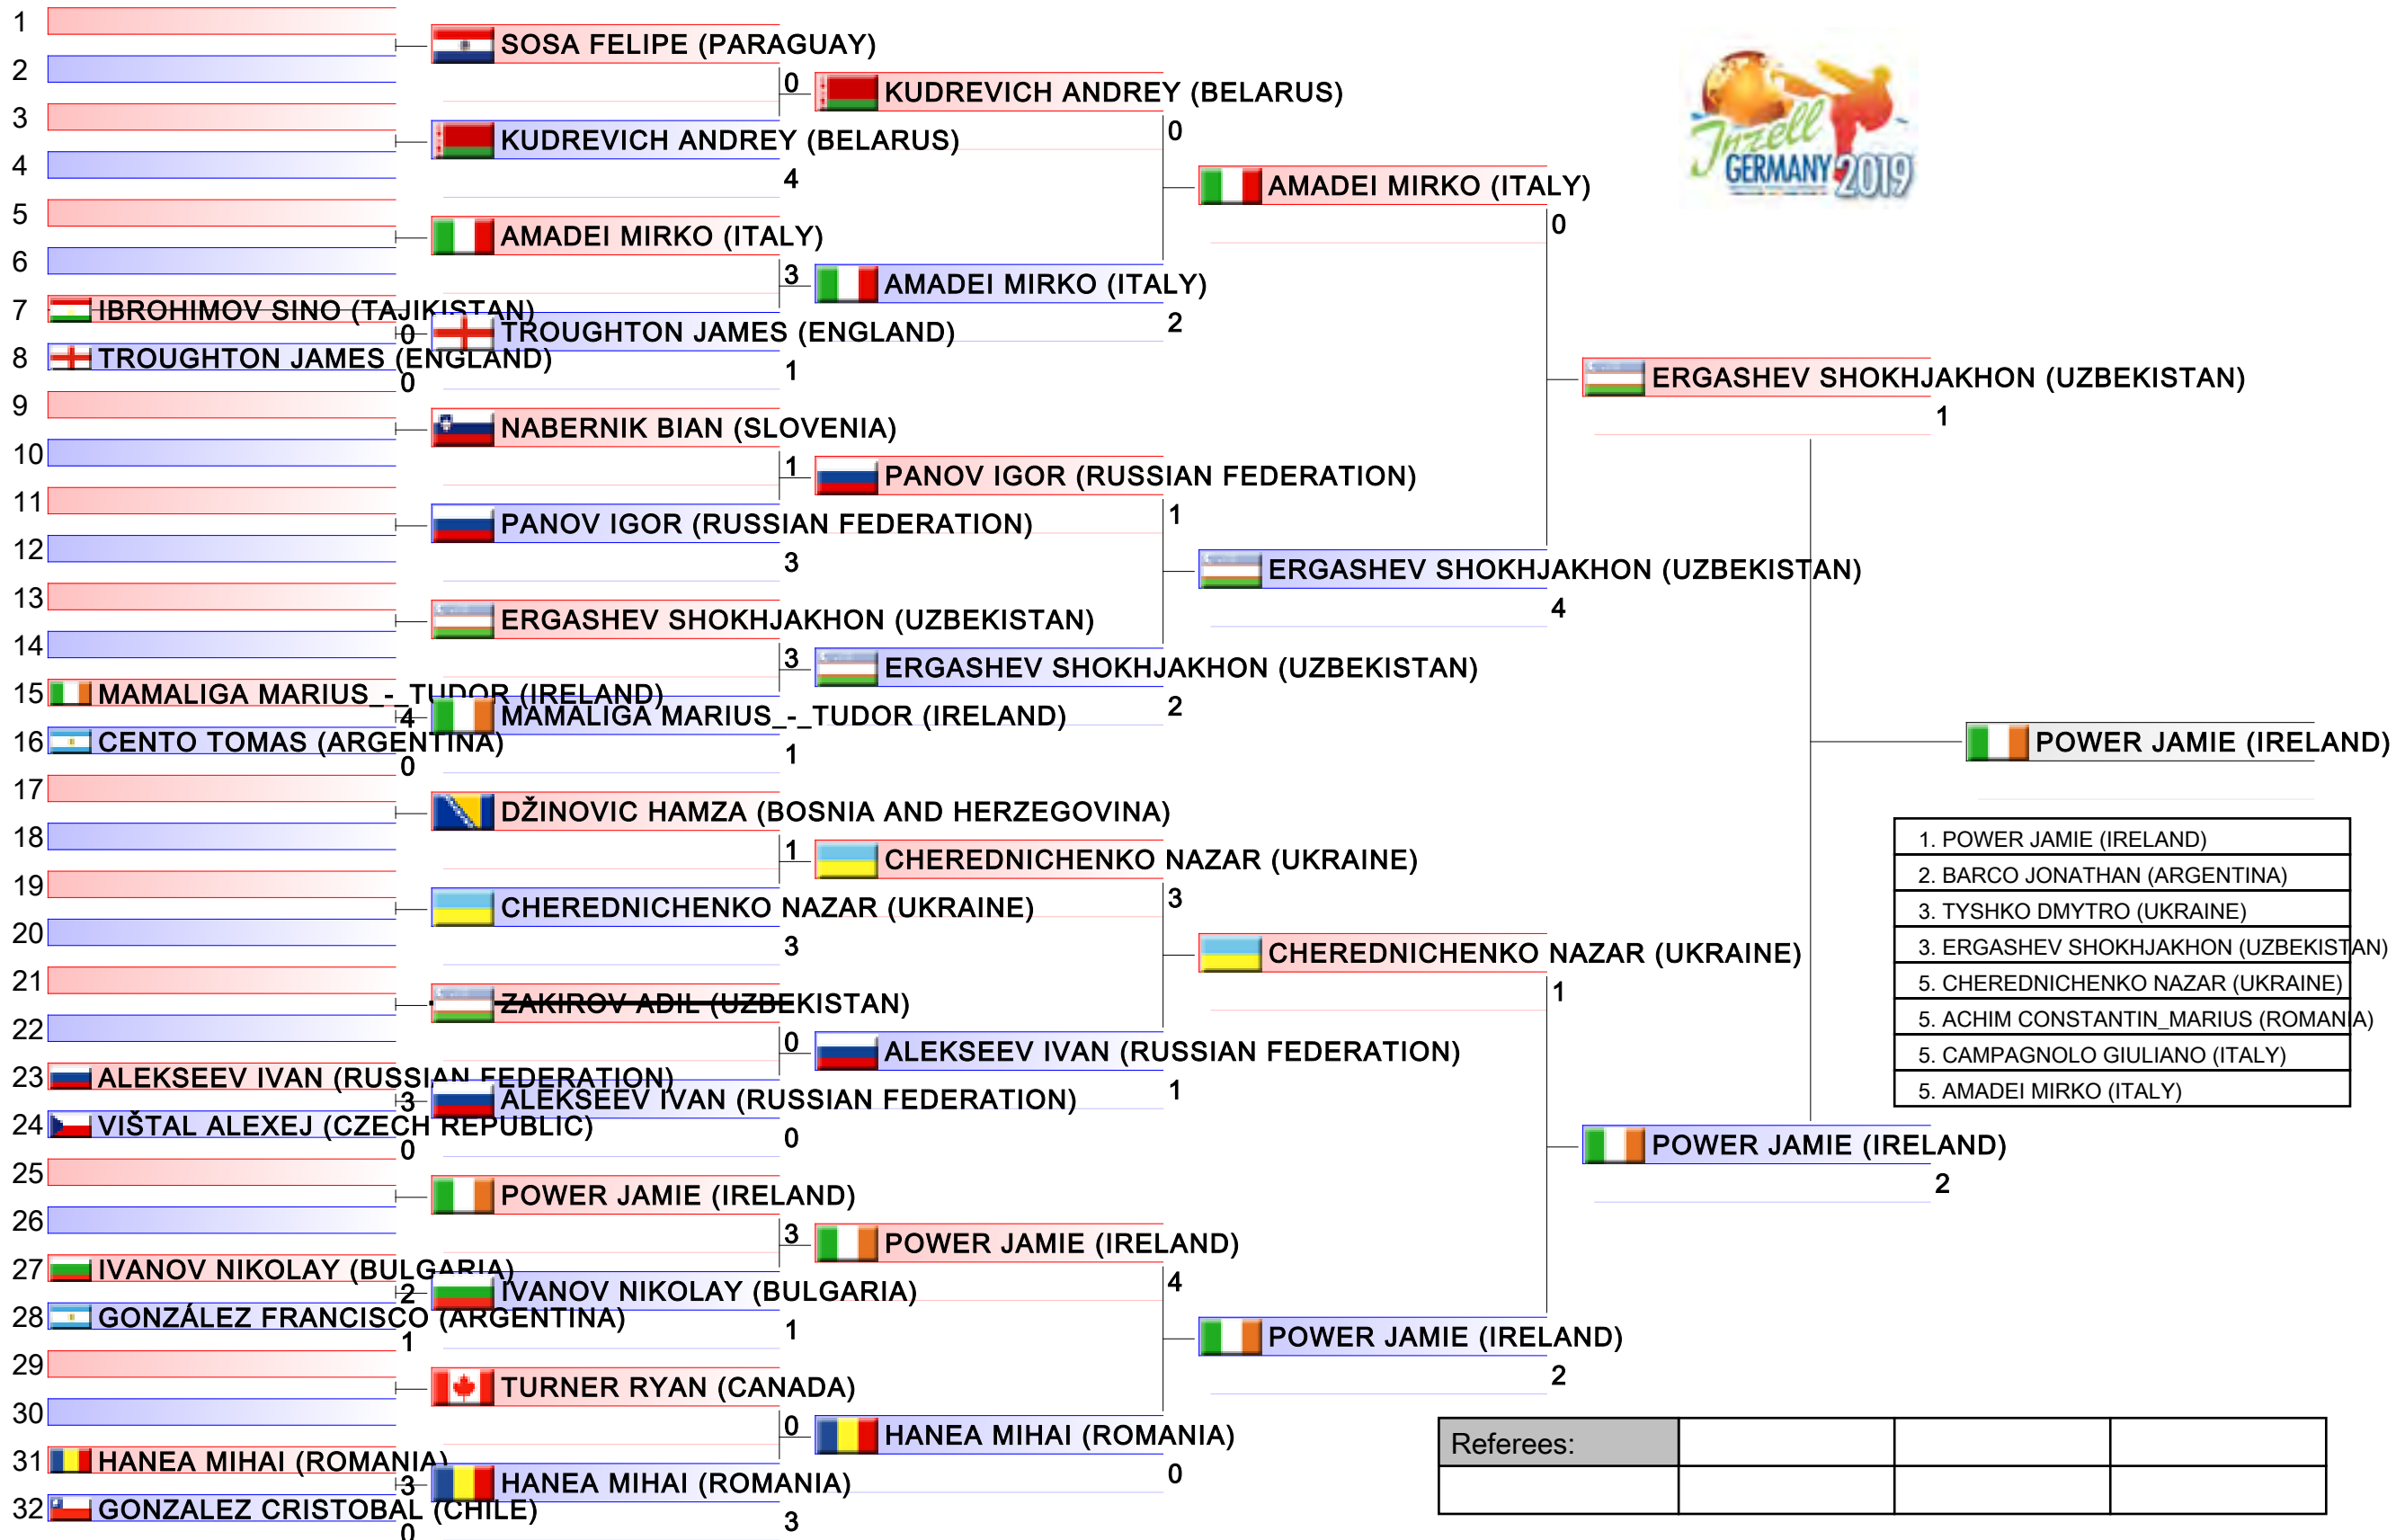 1
SOSA FELIPE (PARAGUAY)
2
0
KUDREVICH ANDREY (BELARUS)
3
0
KUDREVICH ANDREY (BELARUS)
4
4
AMADEI MIRKO (ITALY)
0
5
AMADEI MIRKO (ITALY)
6
3
AMADEI MIRKO (ITALY)
2
7
IBROHIMOV SINO (TAJIKISTAN)
0
TROUGHTON JAMES (ENGLAND)
1
8
TROUGHTON JAMES (ENGLAND)
0
ERGASHEV SHOKHJAKHON (UZBEKISTAN)
1
9
NABERNIK BIAN (SLOVENIA)
10
1
PANOV IGOR (RUSSIAN FEDERATION)
1
11
PANOV IGOR (RUSSIAN FEDERATION)
12
3
ERGASHEV SHOKHJAKHON (UZBEKISTAN)
4
13
ERGASHEV SHOKHJAKHON (UZBEKISTAN)
14
3
ERGASHEV SHOKHJAKHON (UZBEKISTAN)
2
15
MAMALIGA MARIUS_-_TUDOR (IRELAND)
4
MAMALIGA MARIUS_-_TUDOR (IRELAND)
1
16
CENTO TOMAS (ARGENTINA)
0
POWER JAMIE (IRELAND)
17
DŽINOVIC HAMZA (BOSNIA AND HERZEGOVINA)
18
1
CHEREDNICHENKO NAZAR (UKRAINE)
3
19
CHEREDNICHENKO NAZAR (UKRAINE)
20
3
CHEREDNICHENKO NAZAR (UKRAINE)
1
21
ZAKIROV ADIL (UZBEKISTAN)
22
0
ALEKSEEV IVAN (RUSSIAN FEDERATION)
1
23
ALEKSEEV IVAN (RUSSIAN FEDERATION)
3
ALEKSEEV IVAN (RUSSIAN FEDERATION)
0
24
VIŠTAL ALEXEJ (CZECH REPUBLIC)
0
POWER JAMIE (IRELAND)
2
25
POWER JAMIE (IRELAND)
26
3
POWER JAMIE (IRELAND)
4
27
IVANOV NIKOLAY (BULGARIA)
2
IVANOV NIKOLAY (BULGARIA)
1
28
GONZÁLEZ FRANCISCO (ARGENTINA)
1
POWER JAMIE (IRELAND)
2
29
TURNER RYAN (CANADA)
30
0
HANEA MIHAI (ROMANIA)
0
31
HANEA MIHAI (ROMANIA)
3
HANEA MIHAI (ROMANIA)
3
32
GONZALEZ CRISTOBAL (CHILE)
0
Inzell
GERMANY 2019
1. POWER JAMIE (IRELAND)
2. BARCO JONATHAN (ARGENTINA)
3. TYSHKO DMYTRO (UKRAINE)
3. ERGASHEV SHOKHJAKHON (UZBEKISTAN)
5. CHEREDNICHENKO NAZAR (UKRAINE)
5. ACHIM CONSTANTIN_MARIUS (ROMANIA)
5. CAMPAGNOLO GIULIANO (ITALY)
5. AMADEI MIRKO (ITALY)
Referees: